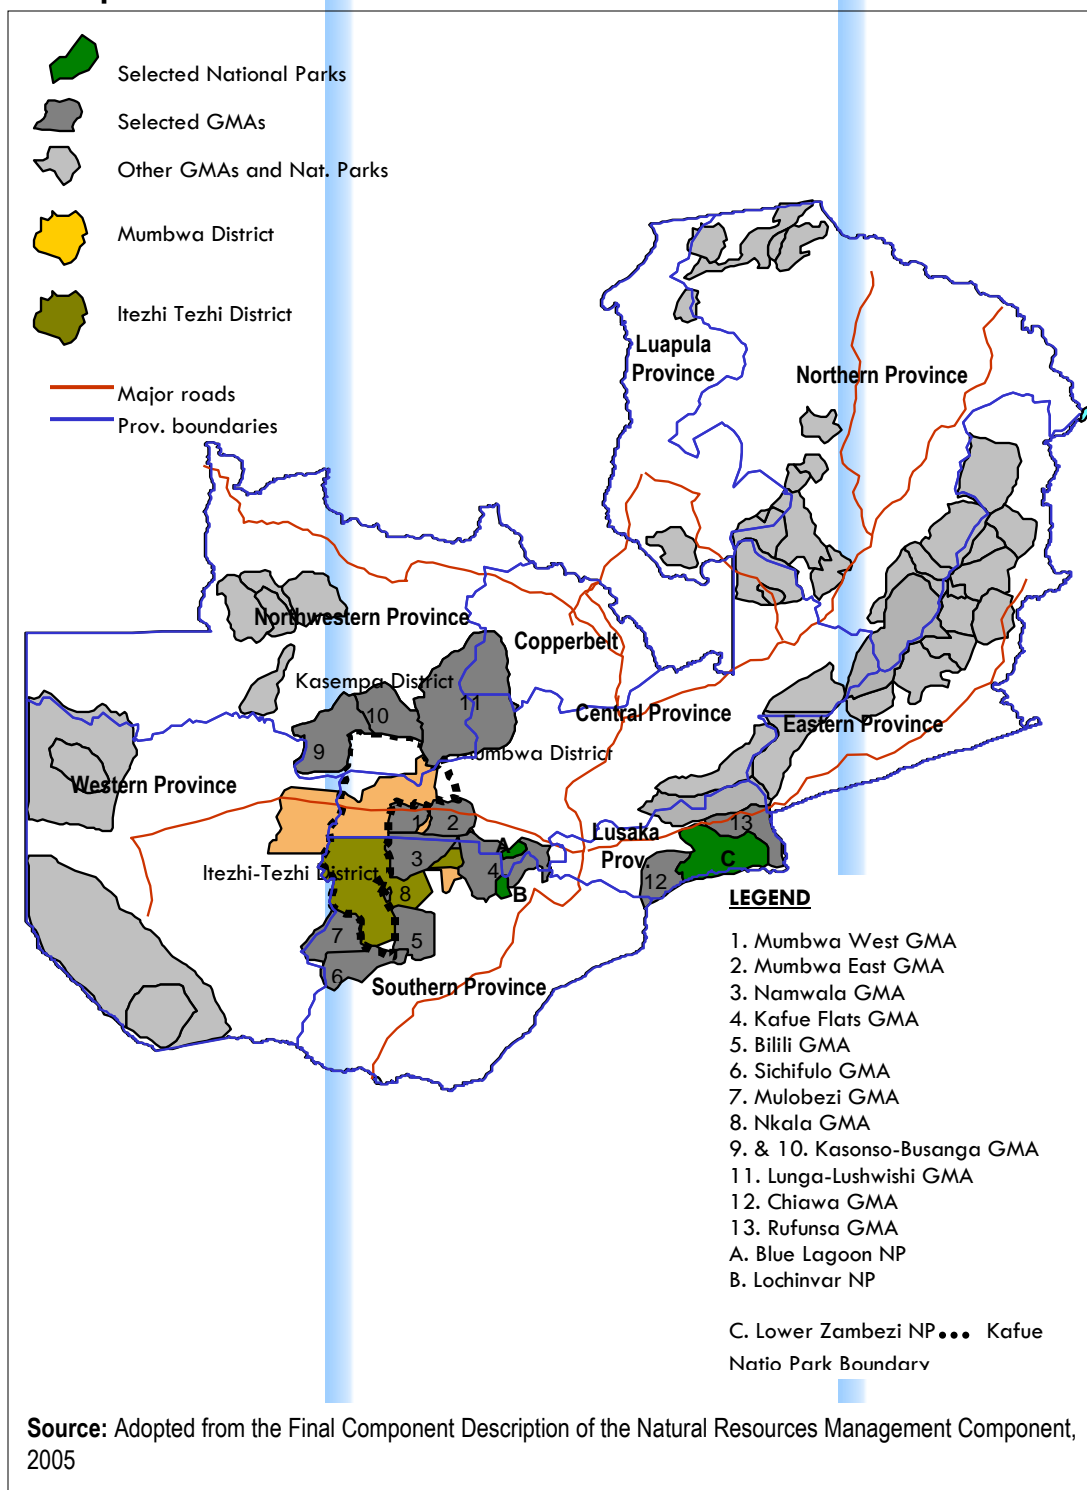 Selected National Parks
Selected GMAs
Other GMAs and Nat. Parks
Mumbwa District
Itezhi Tezhi District
Major roads
Prov. boundaries
Luapula
Province
Northern Province
Northwestern Province
Copperbelt
Kasempa District
11
10
Central Province
Eastern Province
9
Mumbwa District
Western Province
1
2
13
Lusaka
Prov.
A
3
4
C
Itezhi-Tezhi District
12
8
B
7
5
6
Southern Province
LEGEND
1. Mumbwa West GMA
2. Mumbwa East GMA
3. Namwala GMA
4. Kafue Flats GMA
5. Bilili GMA
6. Sichifulo GMA
7. Mulobezi GMA
8. Nkala GMA
9. & 10. Kasonso-Busanga GMA
11. Lunga-Lushwishi GMA
12. Chiawa GMA
13. Rufunsa GMA
A. Blue Lagoon NP
B. Lochinvar NP
C. Lower Zambezi NP••• Kafue
Natio Park Boundary
Source: Adopted from the Final Component Description of the Natural Resources Management Component,
2005